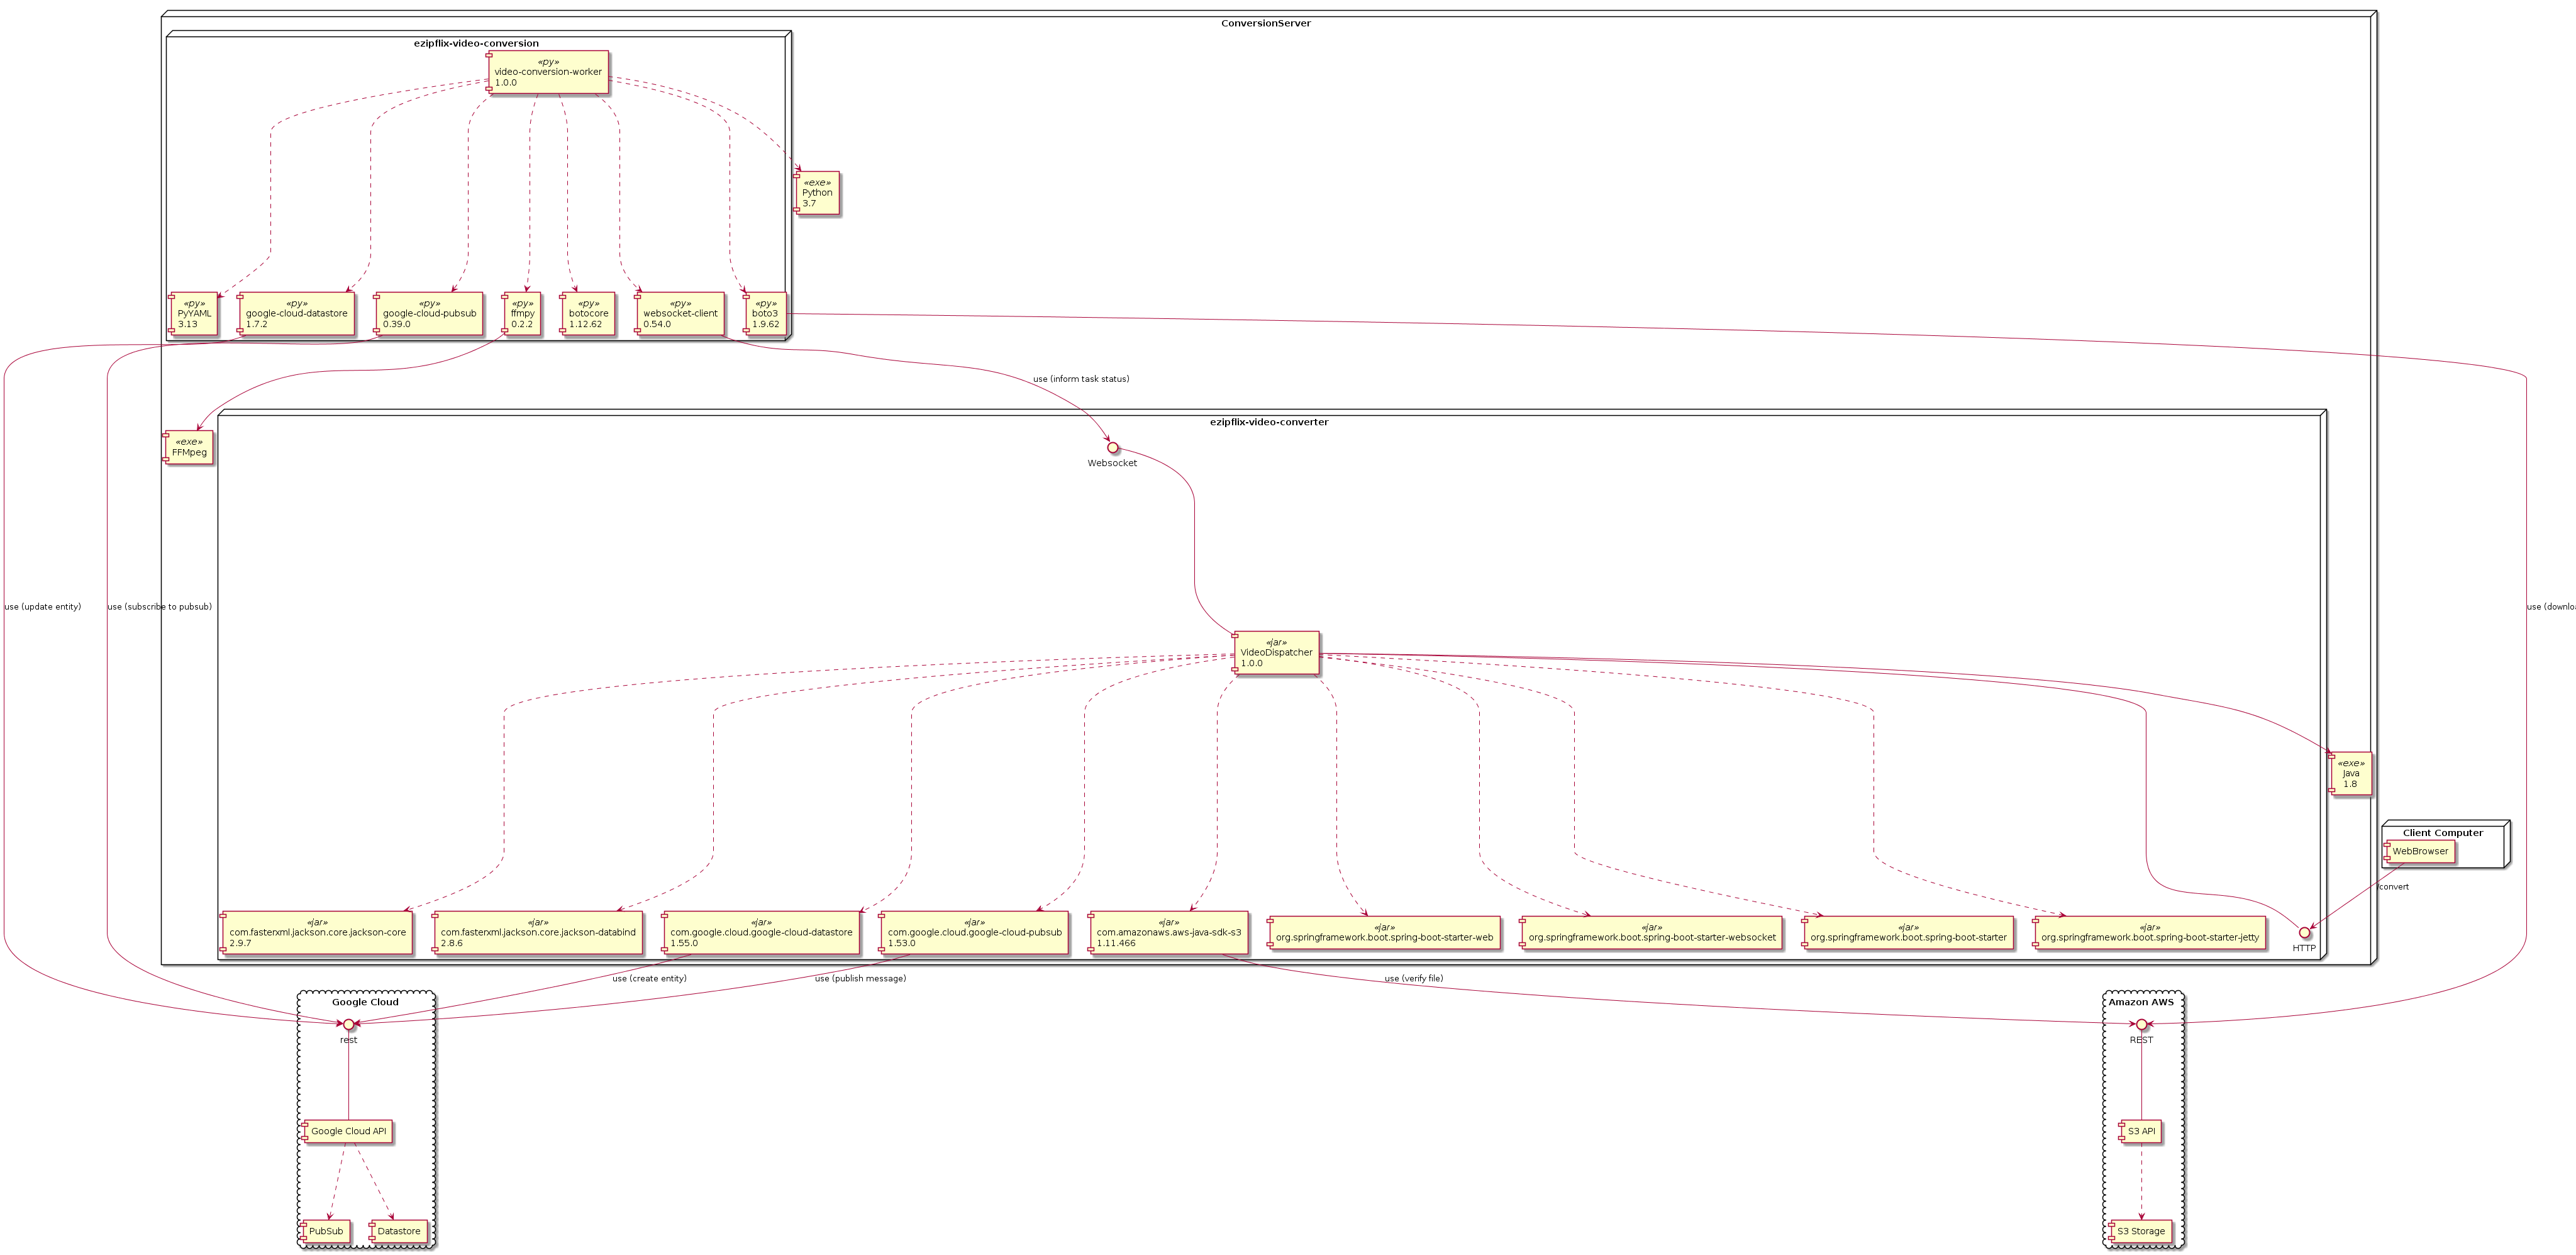 ConversionServer
ezipflix-video-conversion
«py»
video-conversion-worker
1.0.0
«exe»
Python
3.7
«py»
PyYAML
3.13
«py»
google-cloud-datastore
1.7.2
«py»
google-cloud-pubsub
0.39.0
«py»
ffmpy
0.2.2
«py»
botocore
1.12.62
«py»
websocket-client
0.54.0
«py»
boto3
1.9.62
use (inform task status)
ezipflix-video-converter
«exe»
FFMpeg
Websocket
use (update entity)
use (subscribe to pubsub)
use (downloa
«jar»
VideoDispatcher
1.0.0
«exe»
Java
1.8
Client Computer
WebBrowser
/convert
«jar»
com.fasterxml.jackson.core.jackson-core
2.9.7
«jar»
com.fasterxml.jackson.core.jackson-databind
2.8.6
«jar»
com.google.cloud.google-cloud-datastore
1.55.0
«jar»
com.google.cloud.google-cloud-pubsub
1.53.0
«jar»
com.amazonaws.aws-java-sdk-s3
1.11.466
«jar»
org.springframework.boot.spring-boot-starter-web
«jar»
org.springframework.boot.spring-boot-starter-websocket
«jar»
org.springframework.boot.spring-boot-starter
«jar»
org.springframework.boot.spring-boot-starter-jetty
HTTP
use (create entity)
use (publish message)
use (verify file)
Google Cloud
rest
Google Cloud API
PubSub
Datastore
Amazon AWS
REST
S3 API
S3 Storage